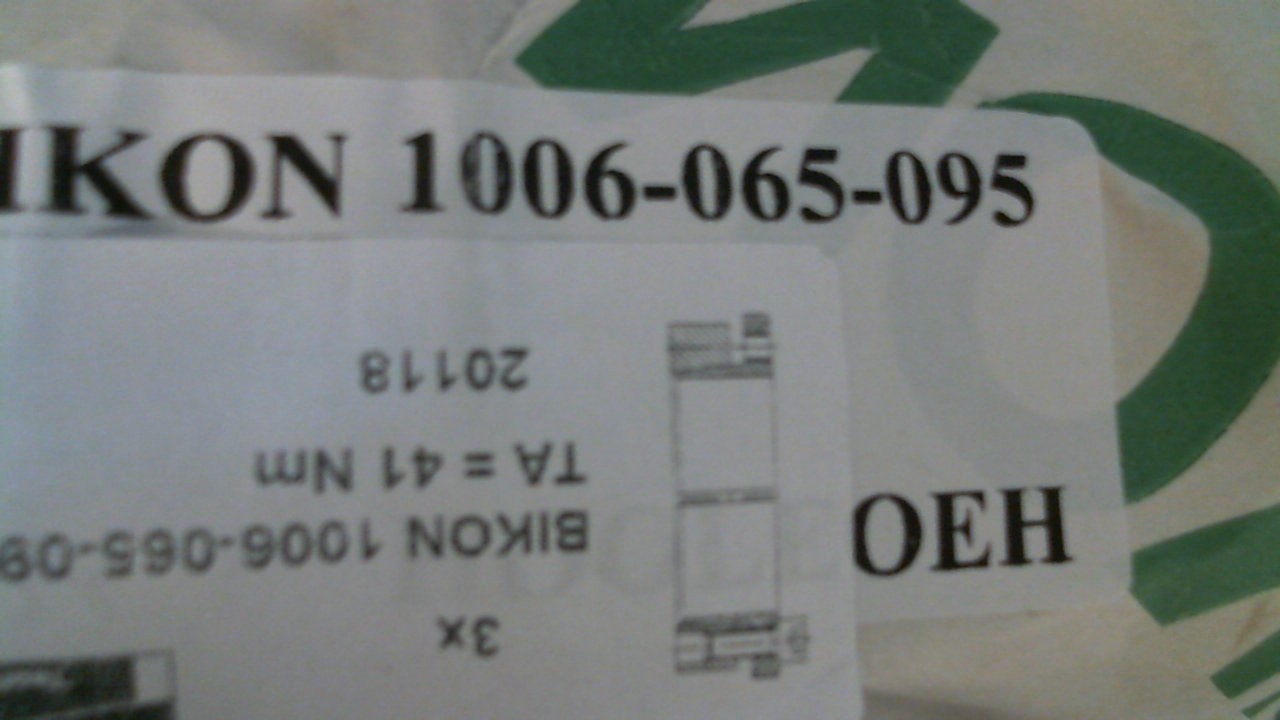 IKON 1006-065-095
OEH
3x
BIKON 1006-065-09
TA = 41 Nm
20118